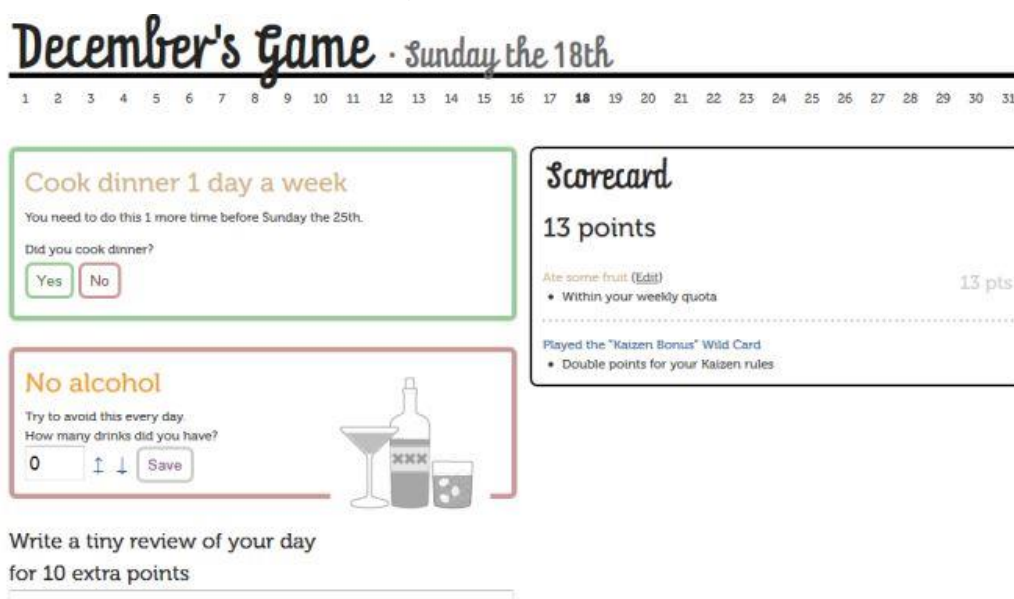 December's Game · Sunday the 18th
1 2 3 4 5 6 7 8 9 10 11 12 13 14 15 16 17 18 19 20 21 22 23 24 25 26 27 28 29 30 31
Cook dinner 1 day a week
You need to do this 1 more time before Sunday the 25th.
Did you cook dinner?
Yes No
No alcohol
Try to avoid this every day.
How many drinks did you have?
0 Save
XXX
Write a tiny review of your day
for 10 extra points
Scorecard
13 points
Ate some fruit (Edit) 13 pts
• Within your weekly quota
Played the "Kaizen Bonus" Wild Card
• Double points for your Kaizen rules